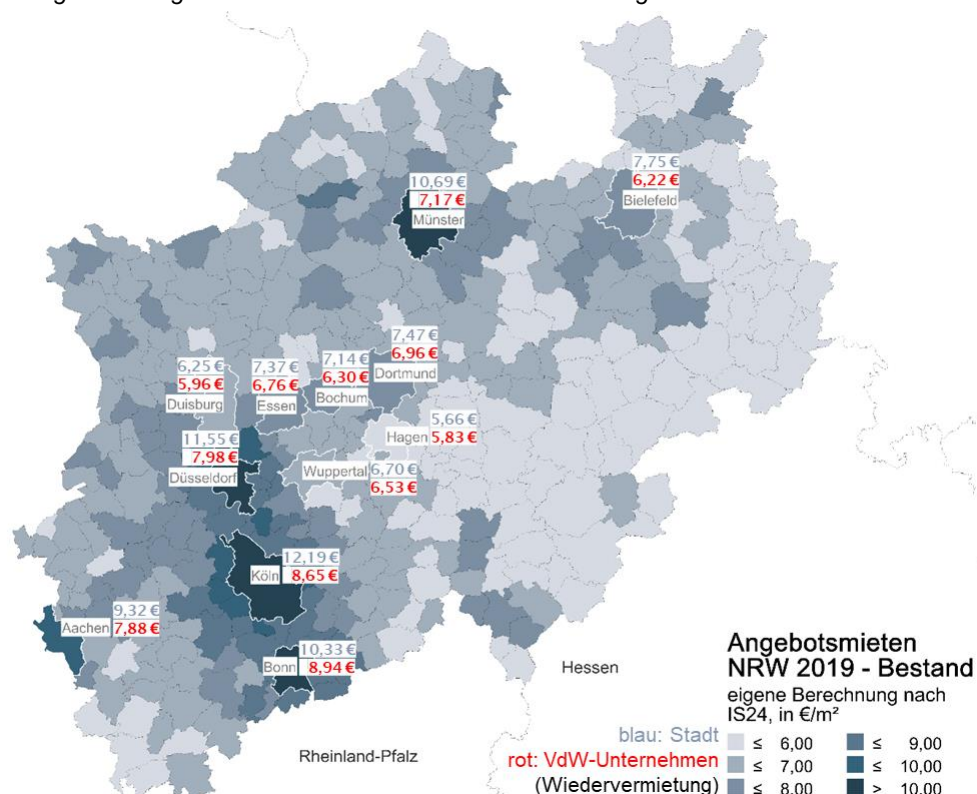 10,69 €
7,17 €
Münster
7,75 €
6,22 €
Bielefeld
7,47 €
6,96 €
Dortmund
7,14 €
6,30 €
Bochum
7,37 €
6,76 €
Essen
6,25 €
5,96 €
Duisburg
5,66 €
Hagen 5,83 €
11,55 €
7,98 €
Düsseldorf
Wuppertal 6,70 €
6,53 €
12,19 €
Köln 8,65 €
9,32 €
Aachen 7,88 €
10,33 €
Bonn 8,94 €
Hessen
Rheinland-Pfalz
Angebotsmieten
NRW 2019 - Bestand
eigene Berechnung nach
IS24, in €/m²
blau: Stadt
rot: VdW-Unternehmen
(Wiedervermietung)
≤ 6,00
≤ 7,00
≤ 8,00
≤ 9,00
≤ 10,00
> 10,00